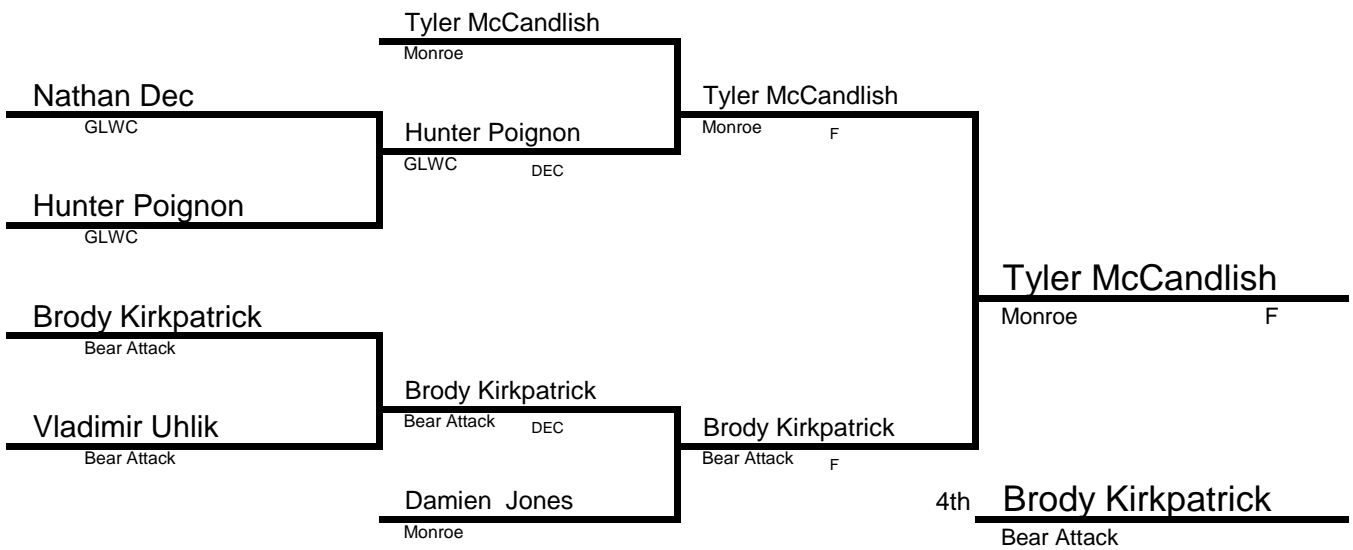 Tyler McCandlish
Monroe
Nathan Dec
GLWC
Tyler McCandlish
Monroe F
Hunter Poignon
GLWC DEC
Hunter Poignon
GLWC
Tyler McCandlish
Monroe F
Brody Kirkpatrick
Bear Attack
Brody Kirkpatrick
Bear Attack DEC
Vladimir Uhlik
Bear Attack
Brody Kirkpatrick
Bear Attack F
Damien Jones
Monroe
4th Brody Kirkpatrick
Bear Attack